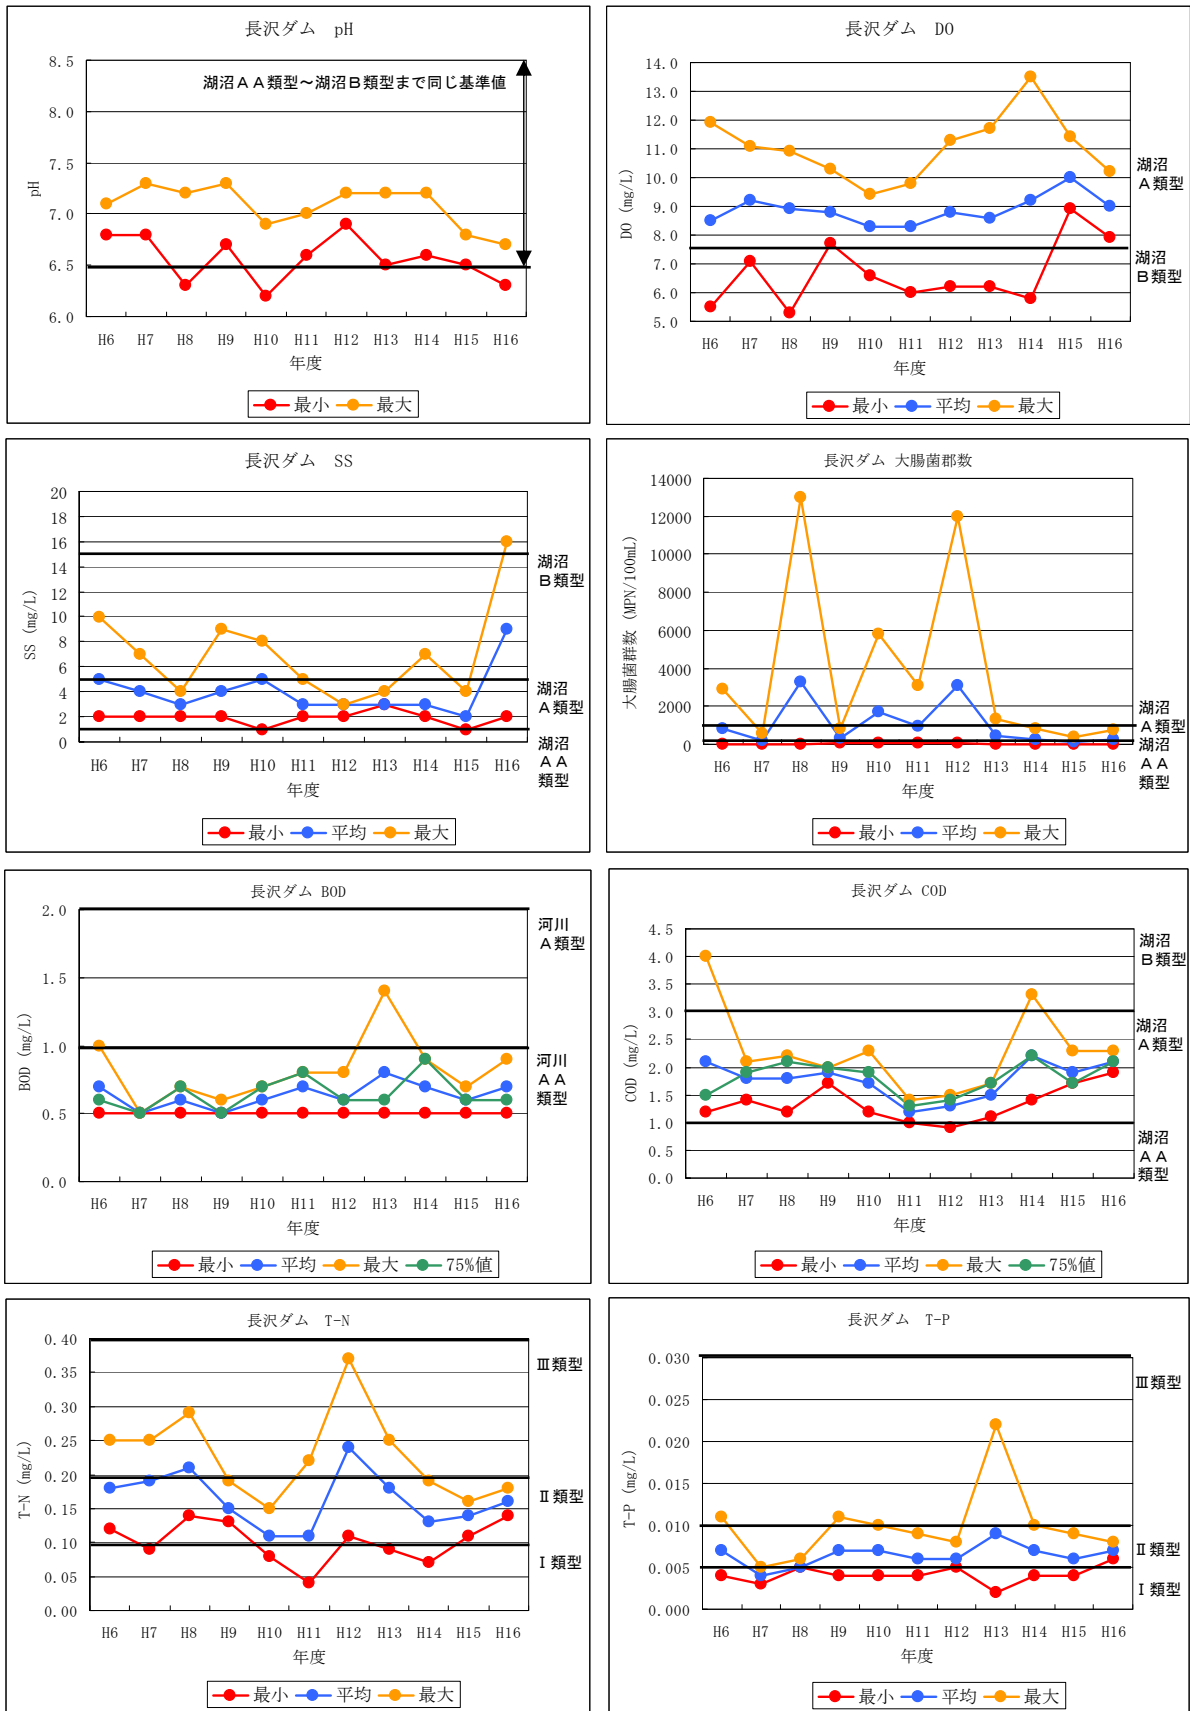 長沢ダム　pH
8.5
8.0
7.5
7.0
6.5
6.0
pH
湖沼ＡＡ類型～湖沼Ｂ類型まで同じ基準値
H6 H7 H8 H9 H10 H11 H12 H13 H14 H15 H16
年度
最小 最大
長沢ダム　DO
14.0
13.0
12.0
11.0
10.0
9.0
8.0
7.0
6.0
5.0
DO (mg/L)
湖沼
Ａ類型
湖沼
Ｂ類型
H6 H7 H8 H9 H10 H11 H12 H13 H14 H15 H16
年度
最小 平均 最大
長沢ダム　SS
20
18
16
14
12
10
8
6
4
2
0
SS (mg/L)
湖沼
Ｂ類型
湖沼
Ａ類型
湖沼
ＡＡ
類型
H6 H7 H8 H9 H10 H11 H12 H13 H14 H15 H16
年度
最小 平均 最大
長沢ダム 大腸菌郡数
14000
12000
10000
8000
6000
4000
2000
0
大腸菌群数 (MPN/100mL)
湖沼
Ａ類型
湖沼
ＡＡ
類型
H6 H7 H8 H9 H10 H11 H12 H13 H14 H15 H16
年度
最小 平均 最大
長沢ダム BOD
2.0
1.5
1.0
0.5
0.0
BOD (mg/L)
河川
Ａ類型
河川
ＡＡ
類型
H6 H7 H8 H9 H10 H11 H12 H13 H14 H15 H16
年度
最小 平均 最大 75%値
長沢ダム COD
4.5
4.0
3.5
3.0
2.5
2.0
1.5
1.0
0.5
0.0
COD (mg/L)
湖沼
Ｂ類型
湖沼
Ａ類型
湖沼
ＡＡ
類型
H6 H7 H8 H9 H10 H11 H12 H13 H14 H15 H16
年度
最小 平均 最大 75%値
長沢ダム　T-N
0.40
0.35
0.30
0.25
0.20
0.15
0.10
0.05
0.00
T-N (mg/L)
Ⅲ類型
Ⅱ類型
Ⅰ類型
H6 H7 H8 H9 H10 H11 H12 H13 H14 H15 H16
年度
最小 平均 最大
長沢ダム　T-P
0.030
0.025
0.020
0.015
0.010
0.005
0.000
T-P (mg/L)
Ⅲ類型
Ⅱ類型
Ⅰ類型
H6 H7 H8 H9 H10 H11 H12 H13 H14 H15 H16
年度
最小 平均 最大